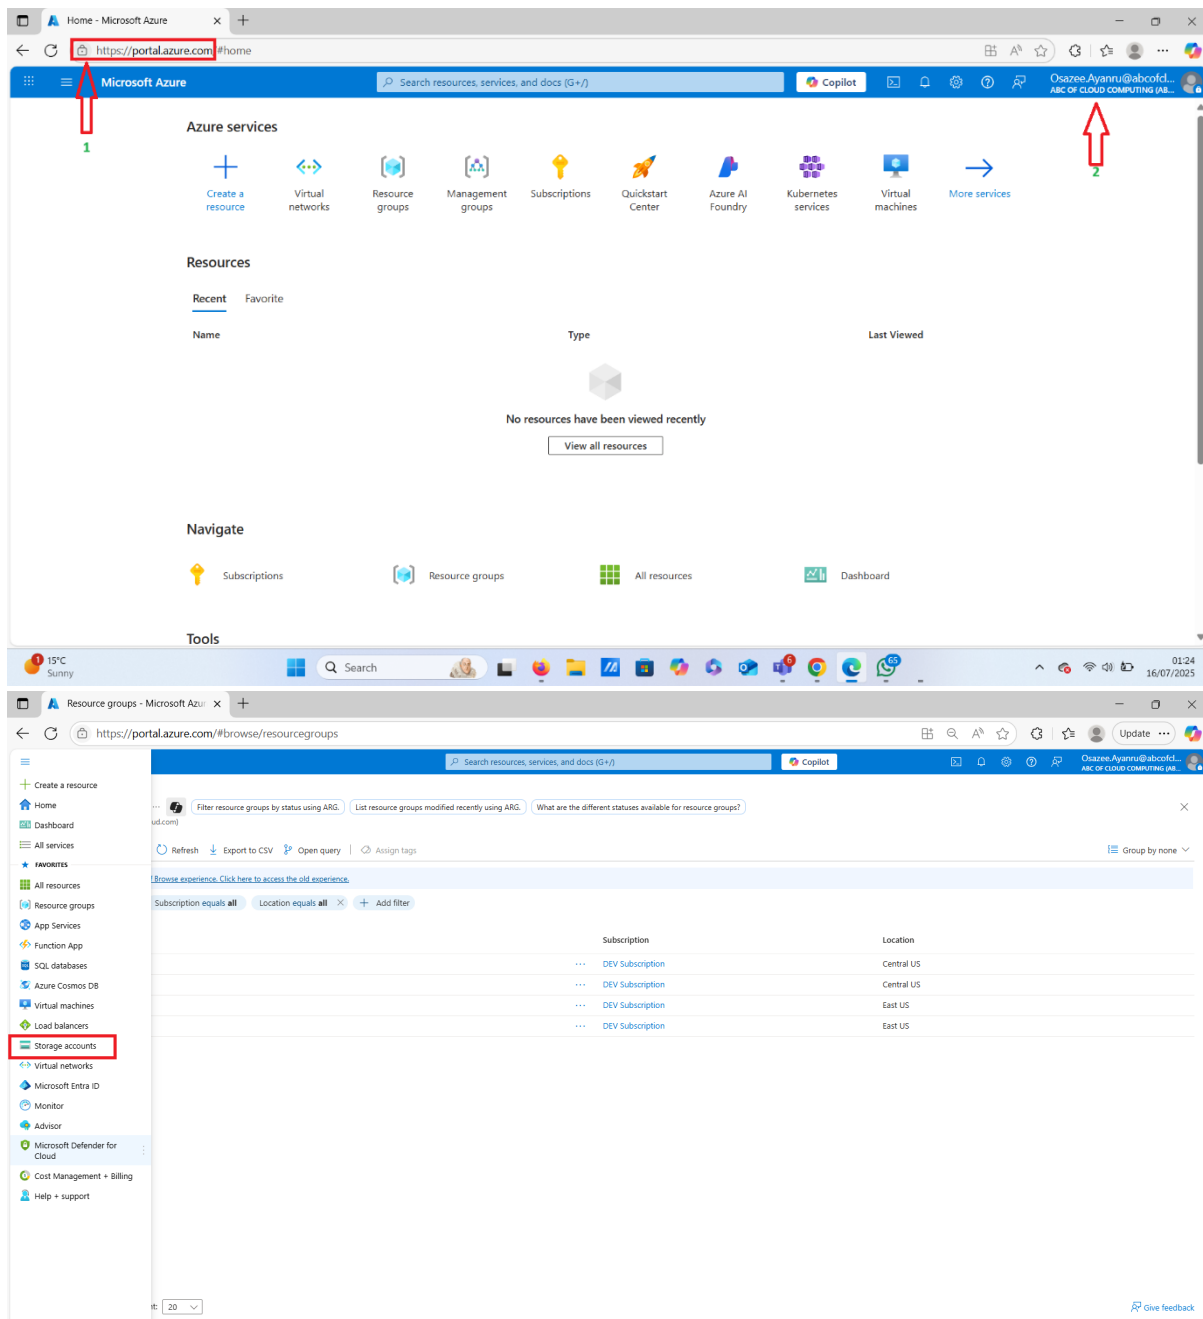 Home - Microsoft Azure
https://portal.azure.com/#home
Microsoft Azure
Search resources, services, and docs (G+/)
Copilot
Osazee.Ayanru@abcofcl...
ABC OF CLOUD COMPUTING (AB...
1
2
Azure services
Create a resource
Virtual networks
Resource groups
Management groups
Subscriptions
Quickstart Center
Azure AI Foundry
Kubernetes services
Virtual machines
More services
Resources
Recent Favorite
Name Type Last Viewed
No resources have been viewed recently
View all resources
Navigate
Subscriptions Resource groups All resources Dashboard
Tools
1
15°C
Sunny
Search
6
65
01:24
16/07/2025
Resource groups - Microsoft Azu
https://portal.azure.com/#browse/resourcegroups
Update
Search resources, services, and docs (G+/)
Copilot
Osazee.Ayanru@abcofcl...
ABC OF CLOUD COMPUTING (AB...
Create a resource
Home
Dashboard
All services
FAVORITES
All resources
Resource groups
App Services
Function App
SQL databases
Azure Cosmos DB
Virtual machines
Load balancers
Storage accounts
Virtual networks
Microsoft Entra ID
Monitor
Advisor
Microsoft Defender for
Cloud
Cost Management + Billing
Help + support
... Filter resource groups by status using ARG. List resource groups modified recently using ARG. What are the different statuses available for resource groups?
ud.com)
Refresh Export to CSV Open query Assign tags Group by none
Browse experience. Click here to access the old experience.
Subscription equals all Location equals all Add filter
Subscription Location
... DEV Subscription Central US
... DEV Subscription Central US
... DEV Subscription East US
... DEV Subscription East US
20
Give feedback